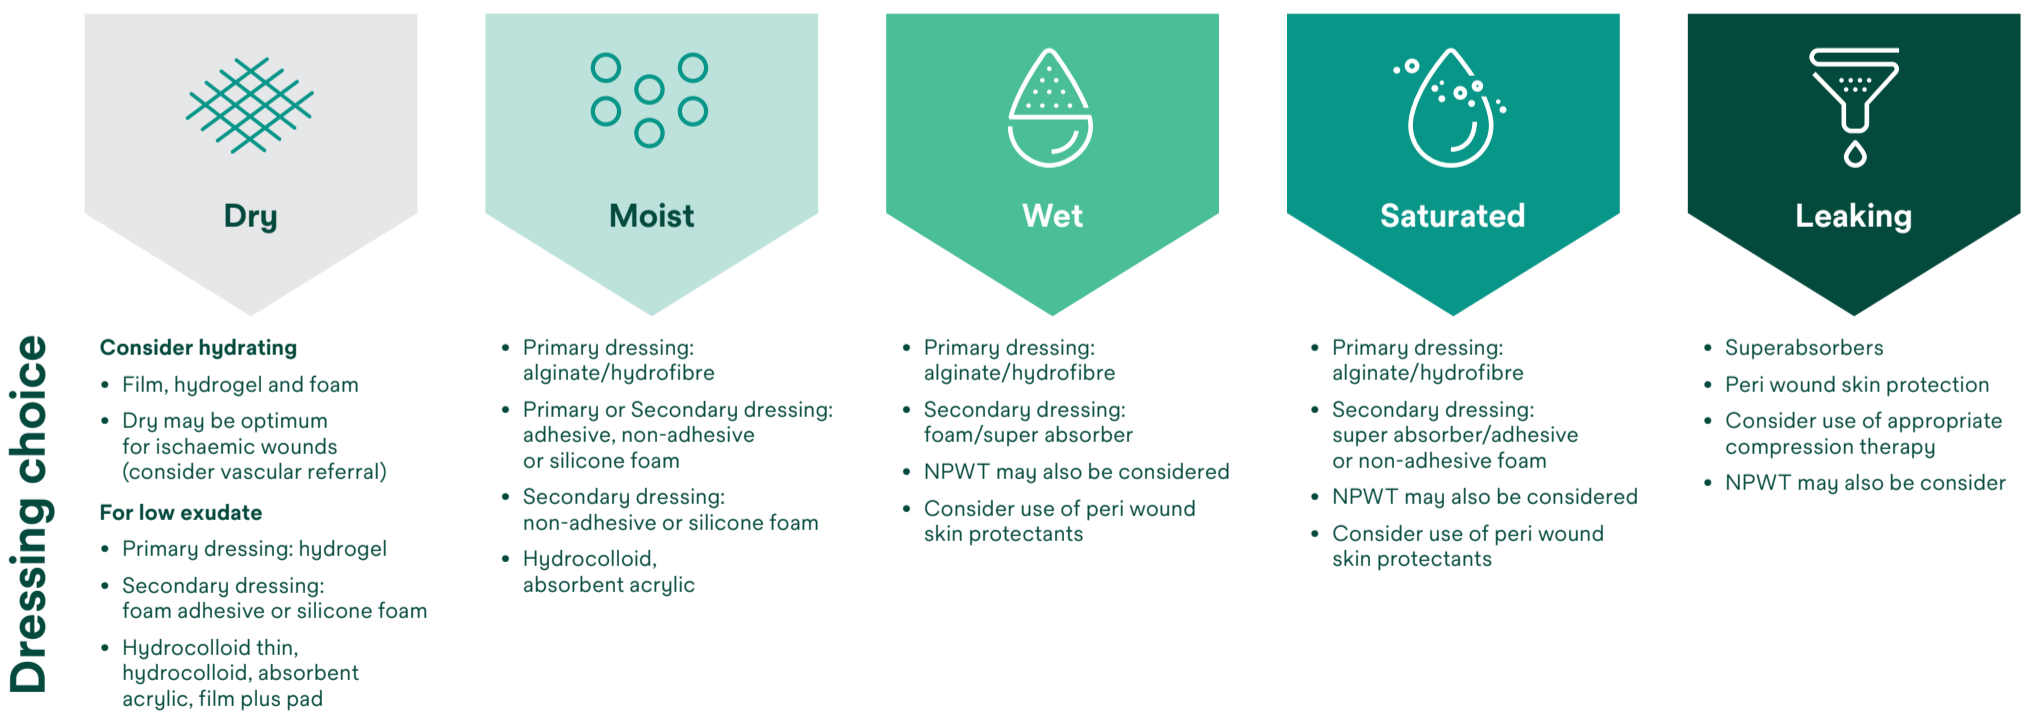 Dry
Moist
Wet
Saturated
Leaking
Dressing choice
Consider hydrating
• Film, hydrogel and foam
• Dry may be optimum
for ischaemic wounds
(consider vascular referral)
For low exudate
• Primary dressing: hydrogel
• Secondary dressing:
foam adhesive or silicone foam
• Hydrocolloid thin,
hydrocolloid, absorbent
acrylic, film plus pad
• Primary dressing:
alginate/hydrofibre
• Primary or Secondary dressing:
adhesive, non-adhesive
or silicone foam
• Secondary dressing:
non-adhesive or silicone foam
• Hydrocolloid,
absorbent acrylic
• Primary dressing:
alginate/hydrofibre
• Secondary dressing:
foam/super absorber
• NPWT may also be considered
• Consider use of peri wound
skin protectants
• Primary dressing:
alginate/hydrofibre
• Secondary dressing:
super absorber/adhesive
or non-adhesive foam
• NPWT may also be considered
• Consider use of peri wound
skin protectants
• Superabsorbers
• Peri wound skin protection
• Consider use of appropriate
compression therapy
• NPWT may also be consider